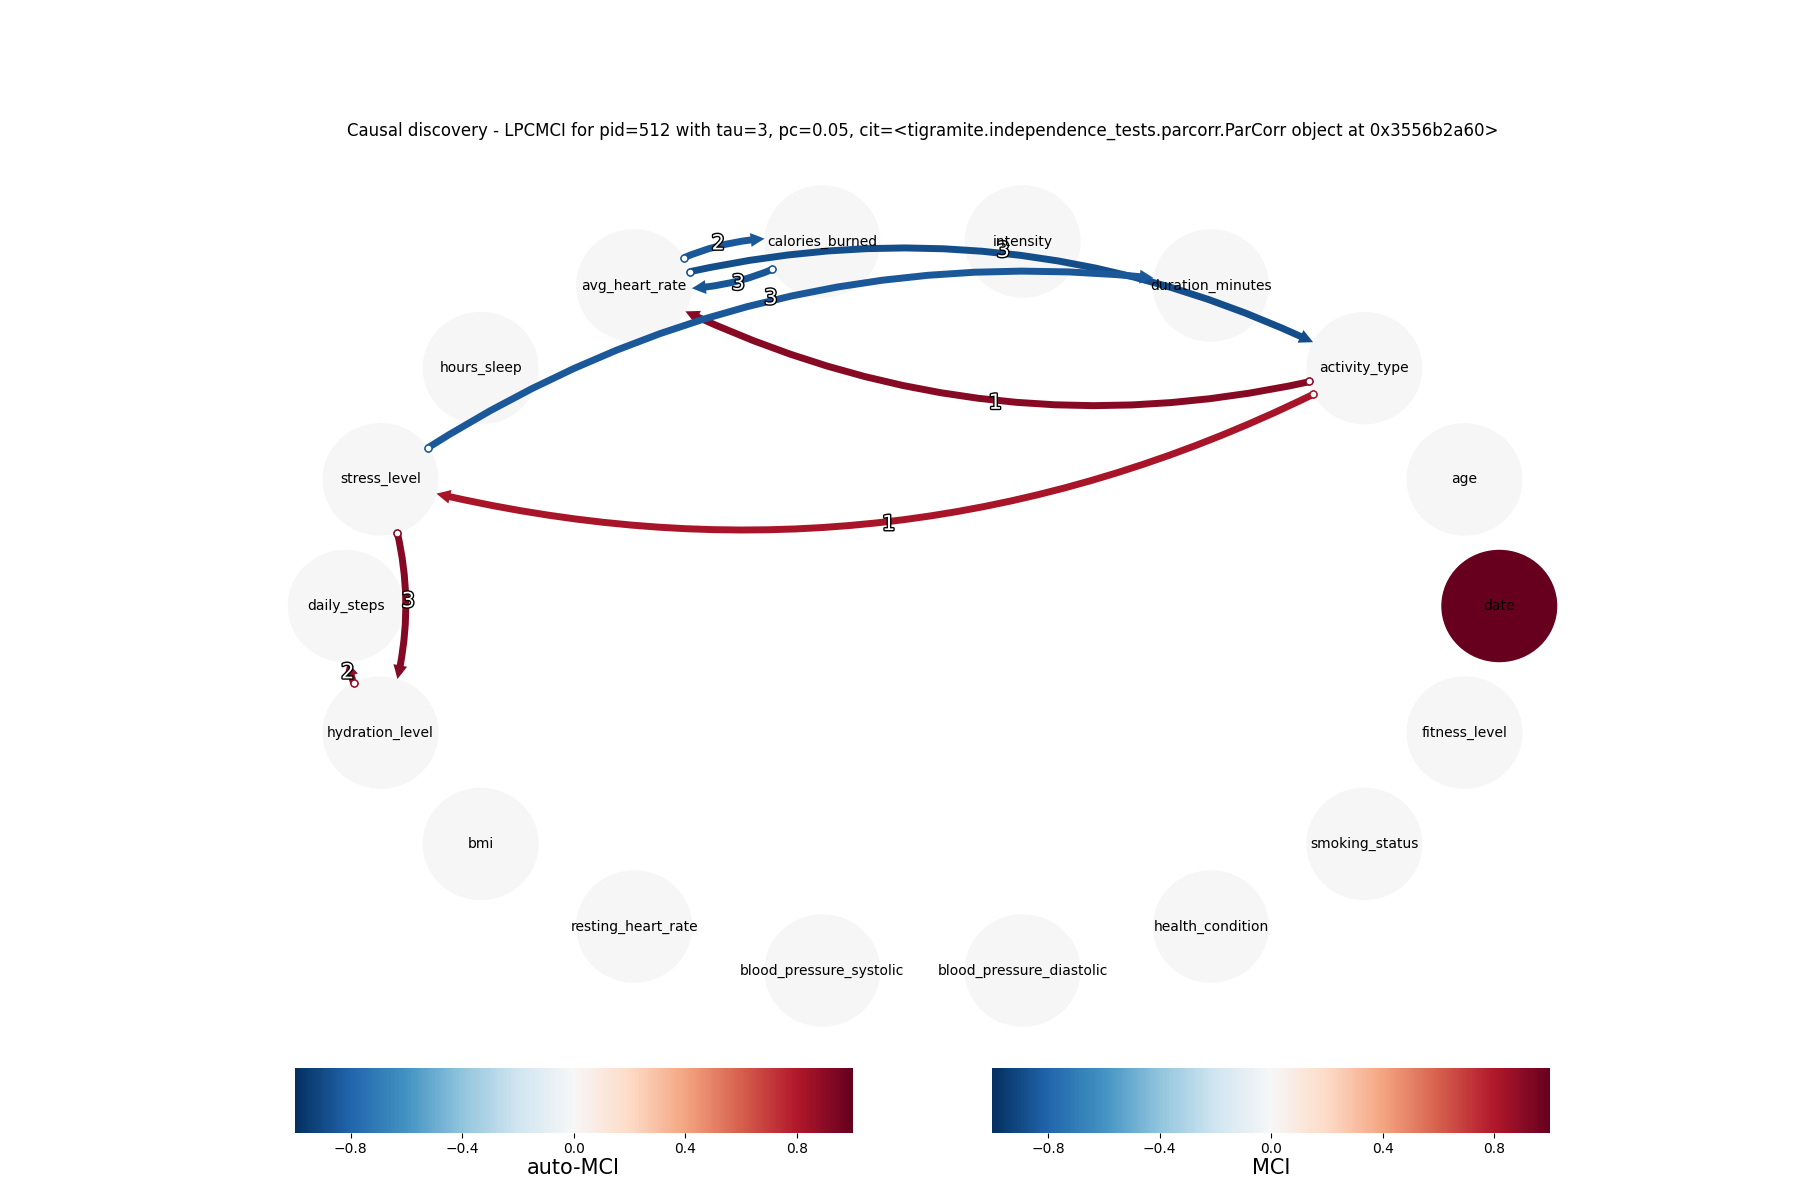 Causal discovery - LPCMCI for pid=512 with tau=3, pc=0.05, cit=<tigramite.independence_tests.parcorr.ParCorr object at 0x3556b2a60>
2
calories_burned
intensity
3
avg_heart_rate
3
3
duration_minutes
hours_sleep
activity_type
1
stress_level
age
1
3
daily_steps
date
2
hydration_level
fitness_level
bmi
smoking_status
resting_heart_rate
health_condition
blood_pressure_systolic
blood_pressure_diastolic
−0.8 −0.4 0.0 0.4 0.8
auto-MCI
−0.8 −0.4 0.0 0.4 0.8
MCI